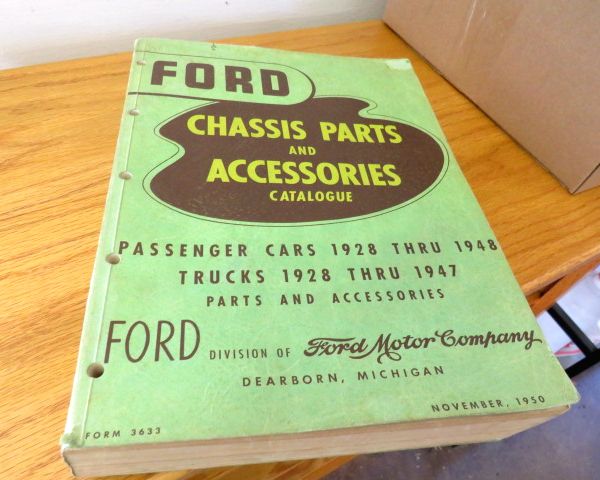 FORD
CHASSIS PARTS
AND
ACCESSORIES
CATALOGUE
PASSENGER CARS 1928 THRU 1948
TRUCKS 1928 THRU 1947
PARTS AND ACCESSORIES
FORD DIVISION OF Ford Motor Company
DEARBORN, MICHIGAN
FORM 3633 NOVEMBER, 1950